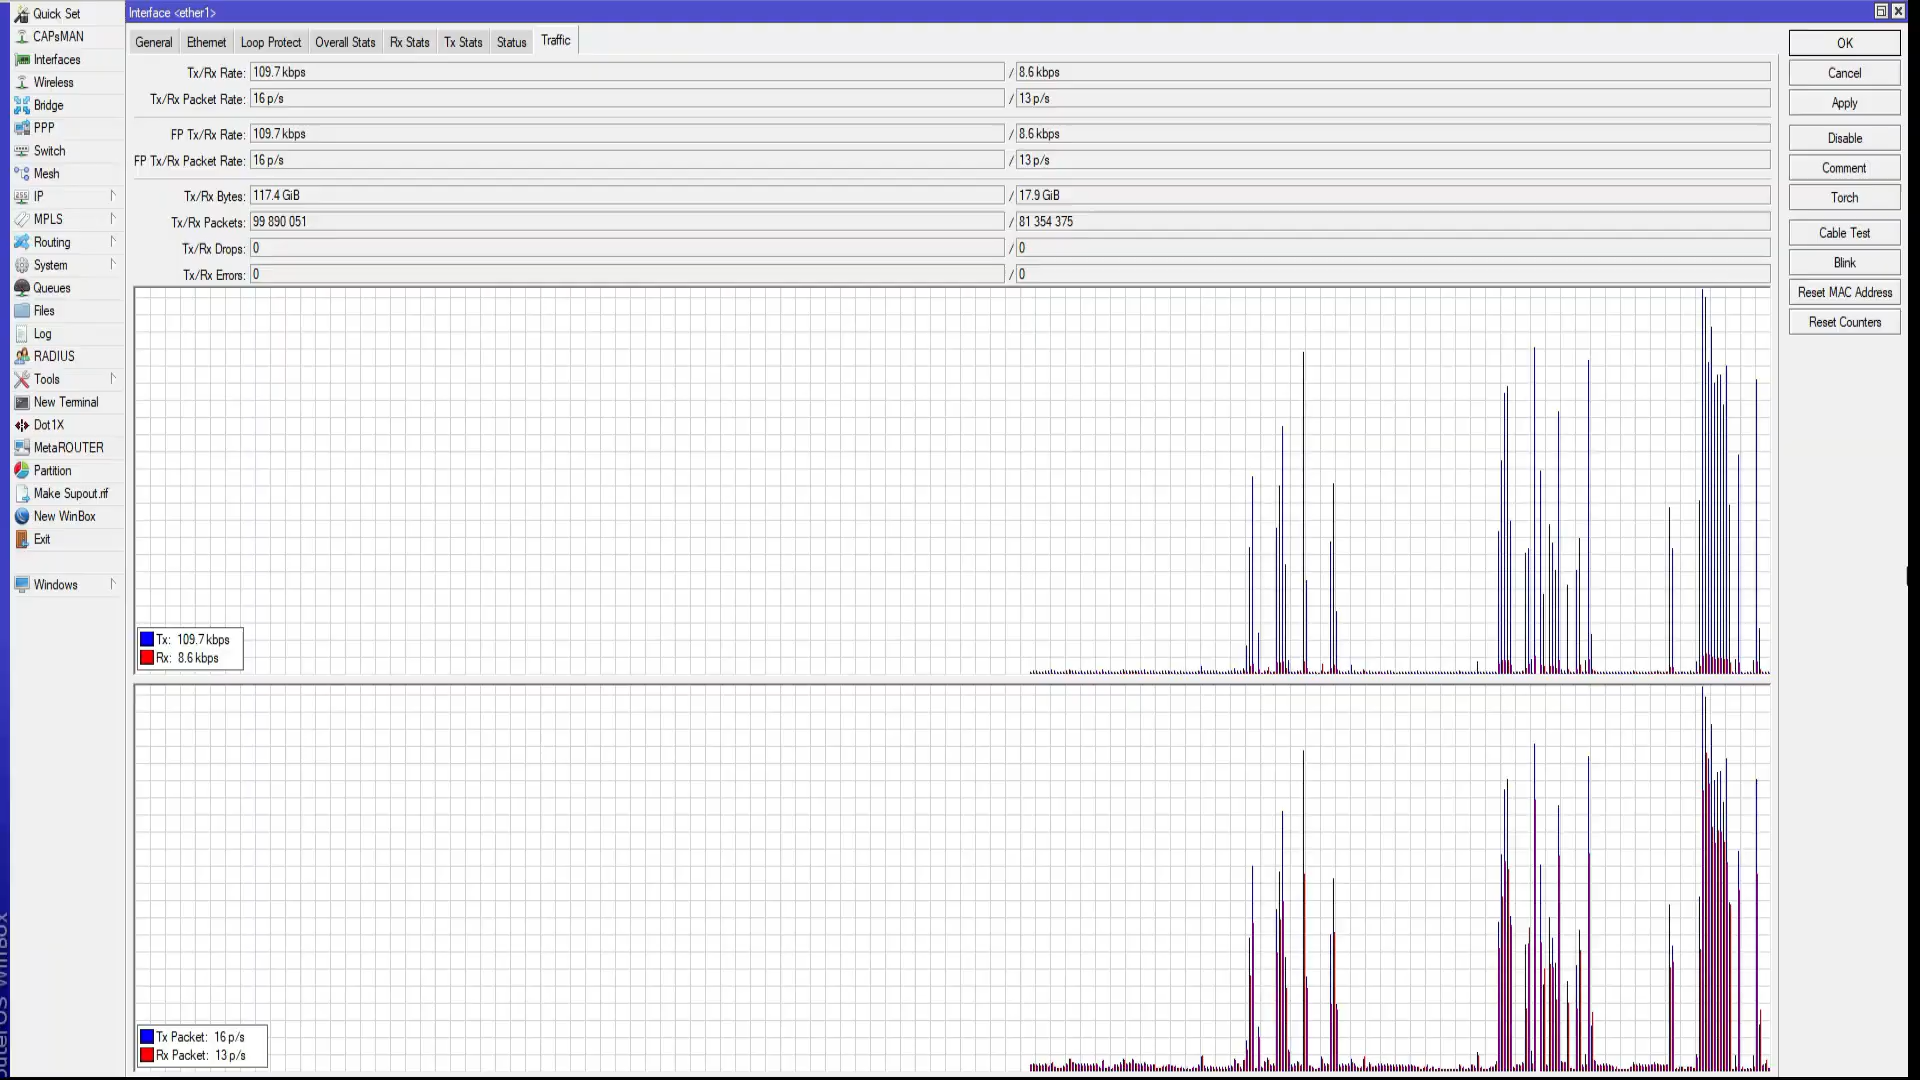 Interface <ether1>
Quick Set
CAPsMAN
Interfaces
Wireless
Bridge
PPP
Switch
Mesh
IP
MPLS
Routing
System
Queues
Files
Log
RADIUS
Tools
New Terminal
Dot1X
MetaROUTER
Partition
Make Supout.rif
New WinBox
Exit
Windows
General Ethernet Loop Protect Overall Stats Rx Stats Tx Stats Status Traffic
Tx/Rx Rate: 109.7 kbps / 8.6 kbps
Tx/Rx Packet Rate: 16 p/s / 13 p/s
FP Tx/Rx Rate: 109.7 kbps / 8.6 kbps
FP Tx/Rx Packet Rate: 16 p/s / 13 p/s
Tx/Rx Bytes: 117.4 GiB / 17.9 GiB
Tx/Rx Packets: 99 890 051 / 81 354 375
Tx/Rx Drops: 0 / 0
Tx/Rx Errors: 0 / 0
Tx: 109.7 kbps
Rx: 8.6 kbps
Tx Packet: 16 p/s
Rx Packet: 13 p/s
OK
Cancel
Apply
Disable
Comment
Torch
Cable Test
Blink
Reset MAC Address
Reset Counters